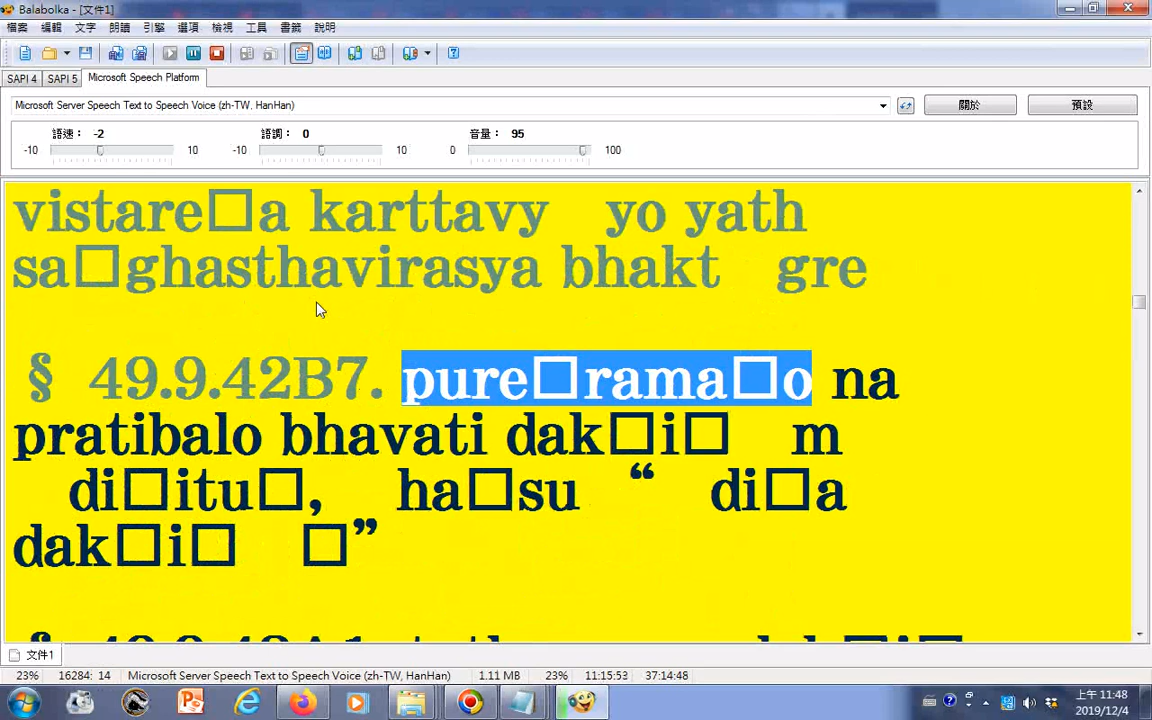 Balabolka - [文件1]
檔案 編輯 文字 朗讀 引擎 選項 檢視 工具 書籤 說明
SAPI 4 SAPI 5 Microsoft Speech Platform
Microsoft Server Speech Text to Speech Voice (zh-TW, HanHan) 關於 預設
語速： -2 語調： 0 音量： 95
-10 10 -10 10 0 100
vistare□a karttavy yo yath
sa□ghasthavirasya bhakt gre
§ 49.9.42B7. pure□rama□o na
pratibalo bhavati dak□i□ m
di□itu□, ha□su “ di□a
dak□i□ □”
文件1
23% 16284: 14 Microsoft Server Speech Text to Speech Voice (zh-TW, HanHan) 1.11 MB 23% 11:15:53 37:14:48
上午 11:48
2019/12/4